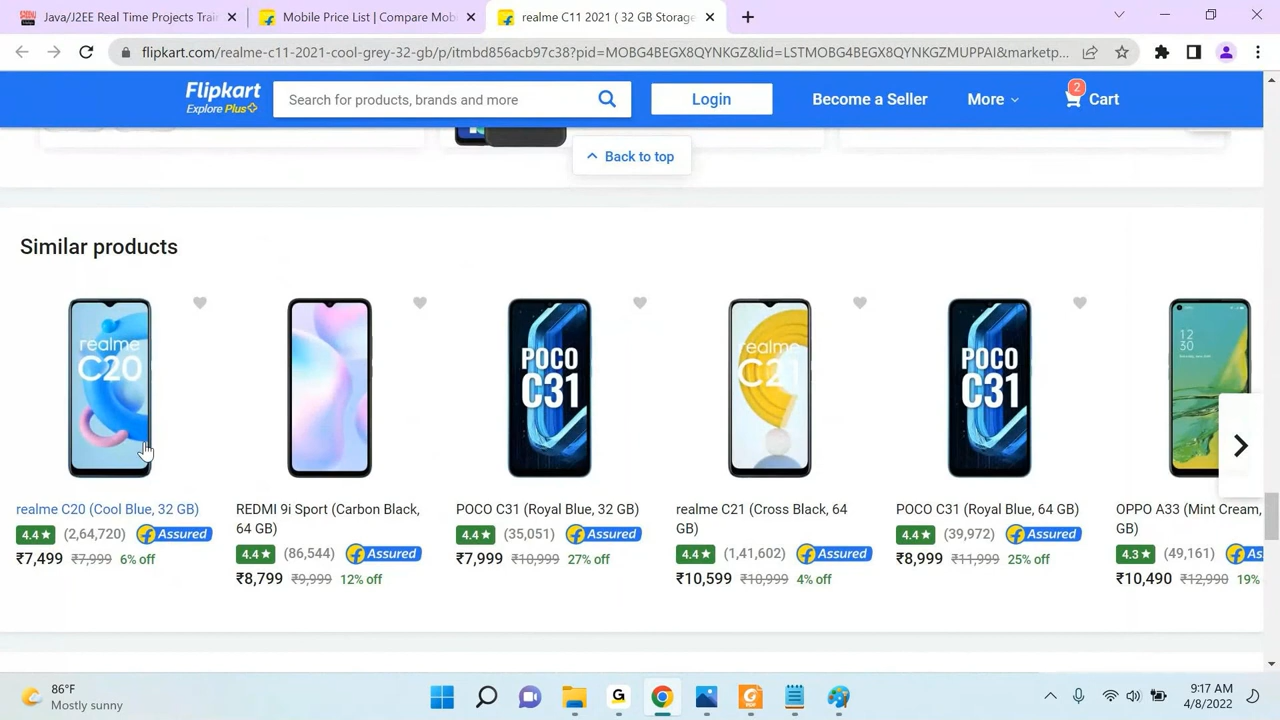 Java/J2EE Real Time Projects Trai
Mobile Price List | Compare Mo
realme C11 2021 ( 32 GB Storage
flipkart.com/realme-c11-2021-cool-grey-32-gb/p/itmbd856acb97c38?pid=MOBG4BEGX8QYNKGZ&lid=LSTMOBG4BEGX8QYNKGZMUPPAI&marketp...
Flipkart
Explore Plus
Search for products, brands and more
Login
Become a Seller
More
2
Cart
Back to top
Similar products
realme
C20
POCO
C31
realme
C21
POCO
C31
12
30
realme C20 (Cool Blue, 32 GB)
4.4★ (2,64,720) Assured
₹7,499 ₹7,999 6% off
REDMI 9i Sport (Carbon Black,
64 GB)
4.4★ (86,544) Assured
₹8,799 ₹9,999 12% off
POCO C31 (Royal Blue, 32 GB)
4.4★ (35,051) Assured
₹7,999 ₹10,999 27% off
realme C21 (Cross Black, 64
GB)
4.4★ (1,41,602) Assured
₹10,599 ₹10,999 4% off
POCO C31 (Royal Blue, 64 GB)
4.4★ (39,972) Assured
₹8,999 ₹11,999 25% off
OPPO A33 (Mint Cream,
GB)
4.3★ (49,161) As
₹10,490 ₹12,990 19%
86°F
Mostly sunny
9:17 AM
4/8/2022